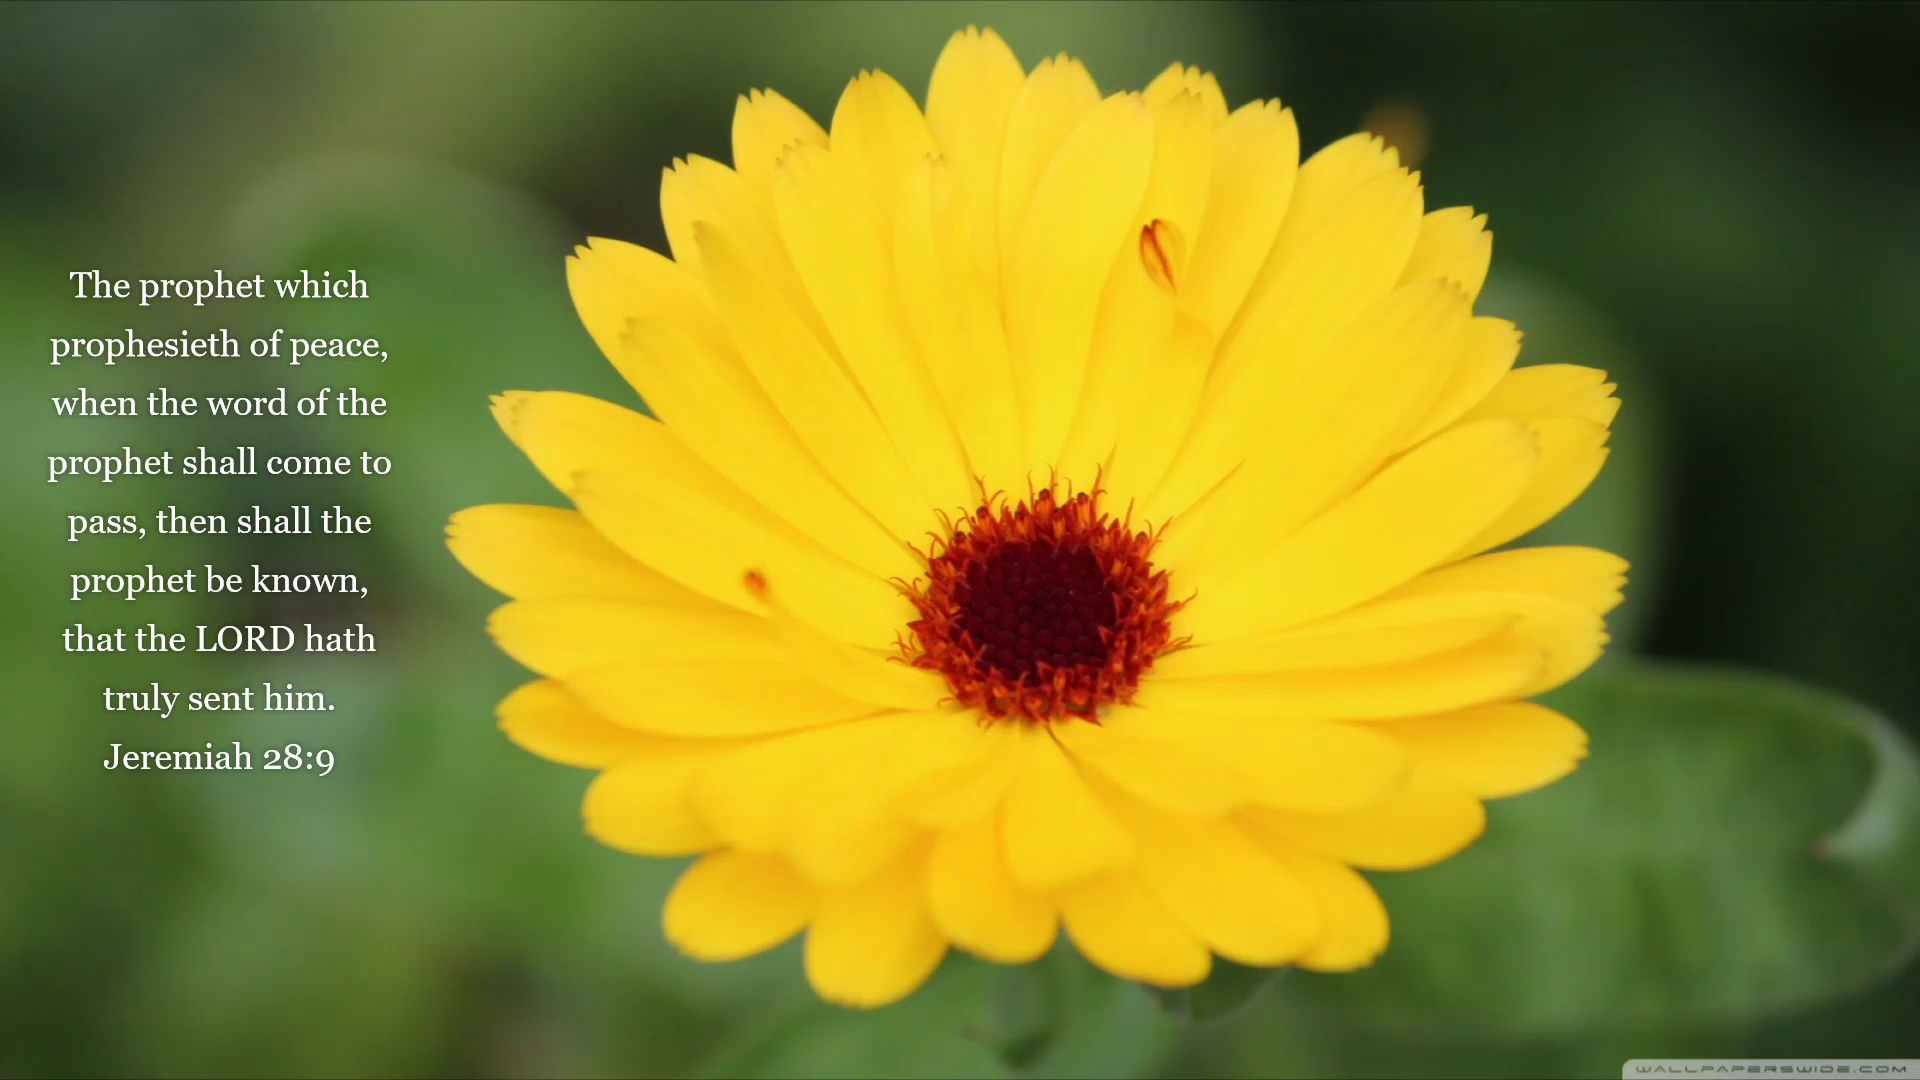 The prophet which
prophesieth of peace,
when the word of the
prophet shall come to
pass, then shall the
prophet be known,
that the LORD hath
truly sent him.
Jeremiah 28:9
WALLPAPERSWIDE.COM